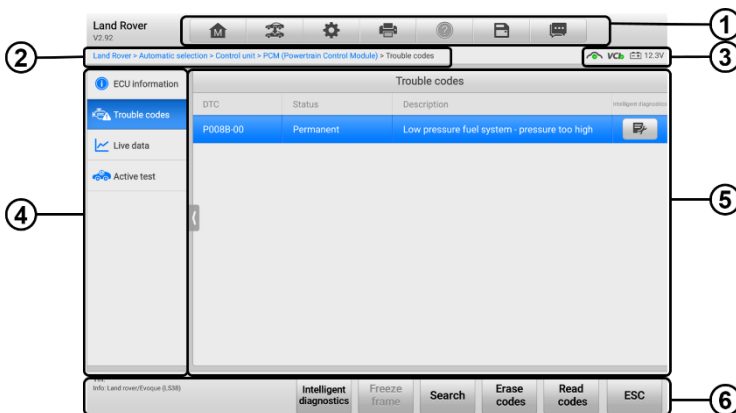 Land Rover
V2.92
M
?
1
2
Land Rover > Automatic selection > Control unit > PCM (Powertrain Control Module) > Trouble codes
VCI
12.3V
3
ECU information
Trouble codes
Live data
Active test
4
Trouble codes
DTC Status Description Intelligent diagnostics
P008B-00 Permanent Low pressure fuel system - pressure too high
5
Info: Land rover/Evoque (L538)
Intelligent diagnostics
Freeze frame
Search
Erase codes
Read codes
ESC
6